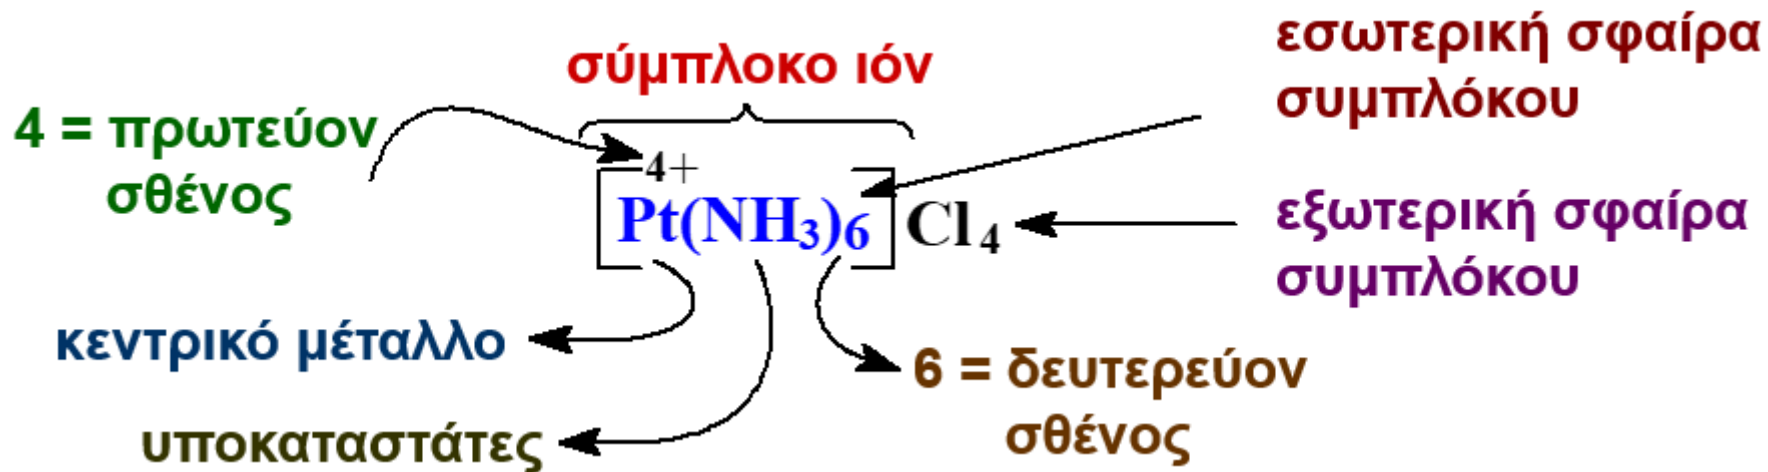 σύμπλοκο ιόν
εσωτερική σφαίρα
συμπλόκου
4 = πρωτεύον
σθένος
4+
[Pt(NH₃)₆]Cl₄
εξωτερική σφαίρα
συμπλόκου
κεντρικό μέταλλο
6 = δευτερεύον
σθένος
υποκαταστάτες